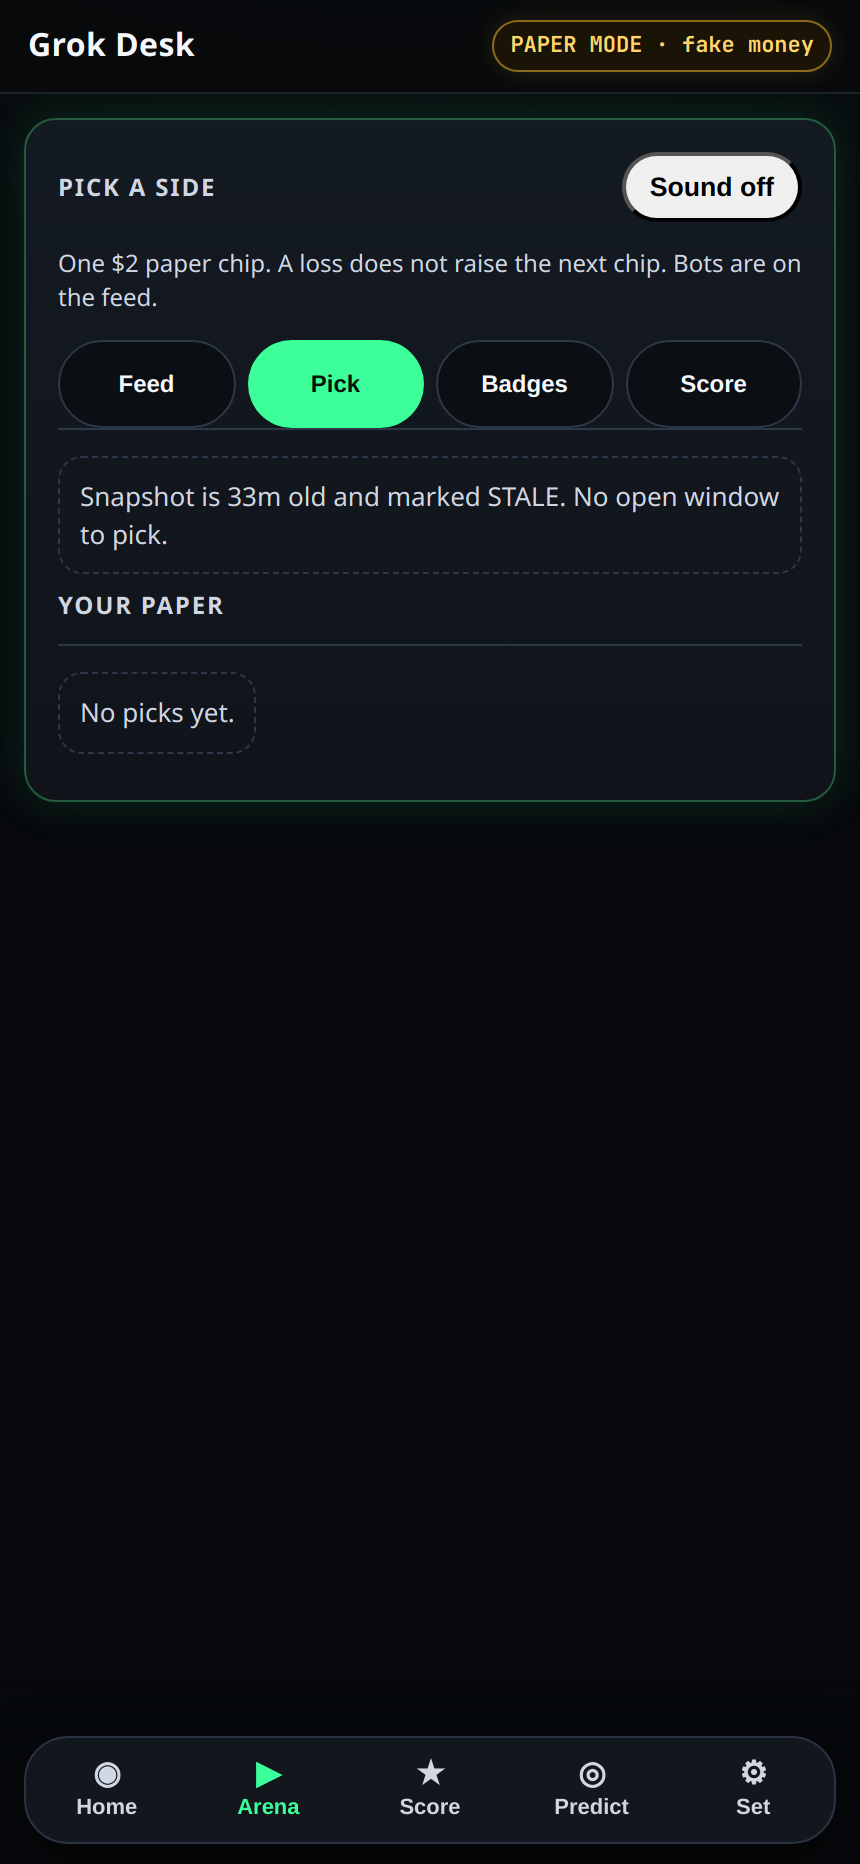 Grok Desk
PAPER MODE · fake money
PICK A SIDE
Sound off
One $2 paper chip. A loss does not raise the next chip. Bots are on
the feed.
Feed
Pick
Badges
Score
Snapshot is 33m old and marked STALE. No open window
to pick.
YOUR PAPER
No picks yet.
Home
Arena
Score
Predict
Set